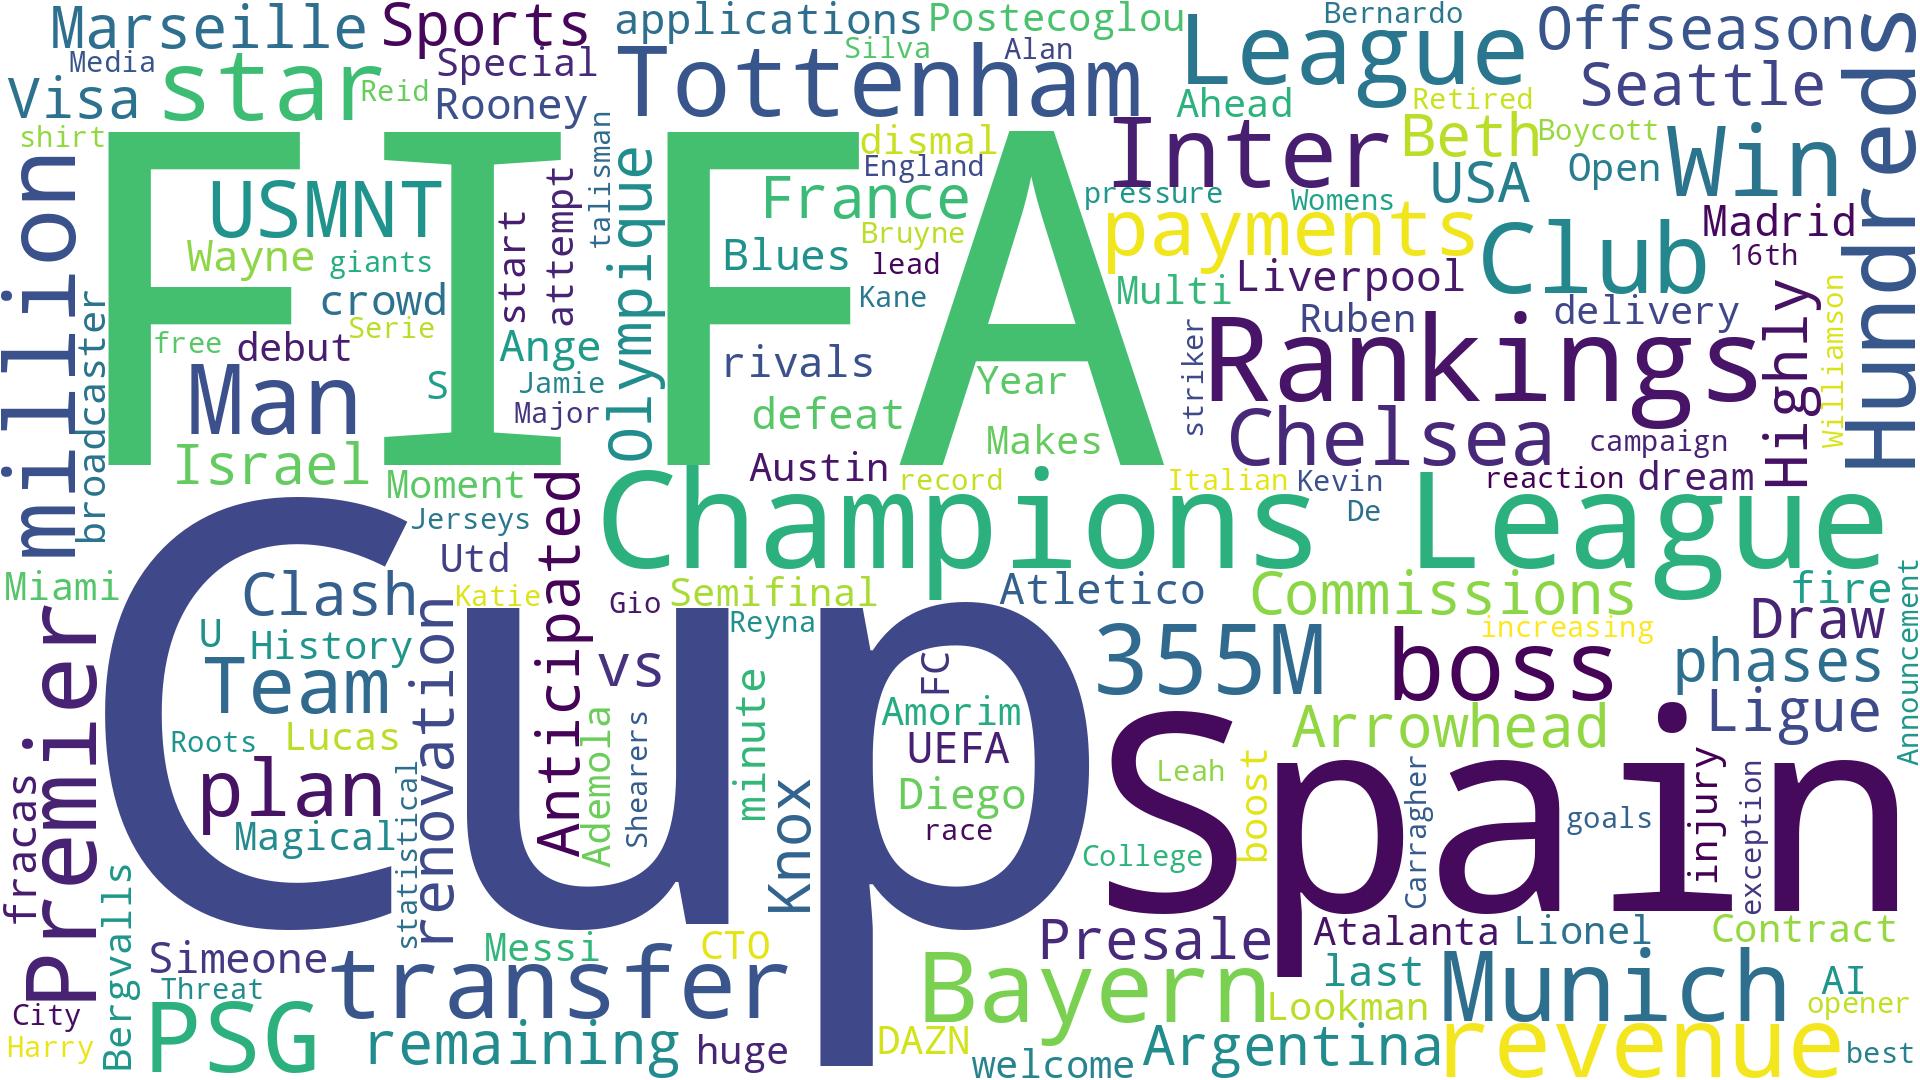 Marseille
Sports
applications
Postecoglou
Bernardo
League
Offseason
Hundreds
Media
star
Special
Silva
Alan
Tottenham
Seattle
Visa
Reid
Rooney
Ahead
Retired
shirt
FIFA
talisman
dismal
Inter
Beth
Boycott
Win
million
USMNT
attempt
olympique
England
France
pressure
Womens
USA
Open
Wayne
giants
start
Blues
Bruyne
lead
payments
Club
Madrid
16th
broadcaster
crowd
Kane
Multi
Liverpool
Highly
Williamson
free
debut
Serie
Ange
rivals
striker
Rankings
Ruben
delivery
Man
S
Jamie
Major
Year
defeat
Makes
Chelsea
campaign
Israel
Moment
Austin
record
Italian
Kevin
reaction
dream
Cup
Jerseys
Anticipated
Champions League
De
Utd
Miami
Clash
Katie
Gio
Semifinal
Atletico
Commissions
fire
Announcement
Premier
U
History
renovation
vs
Reyna
355M
increasing
boss
Draw
Team
minute
FC
phases
Roots
Lucas
Ademola
Shearers
Amorim
UEFA
Spain
Arrowhead
Ligue
fracas
plan
statistical
Knox
Diego
Leah
boost
Carragher
goals
injury
exception
Magical
race
College
Bergvalls
Simeone
Messi
CTO
Presale
Atalanta
Lionel
Contract
Threat
transfer
Bayern
last
Munich
AI
City
PSG
Lookman
opener
Harry
remaining
huge
DAZN
welcome
Argentina
revenue
best